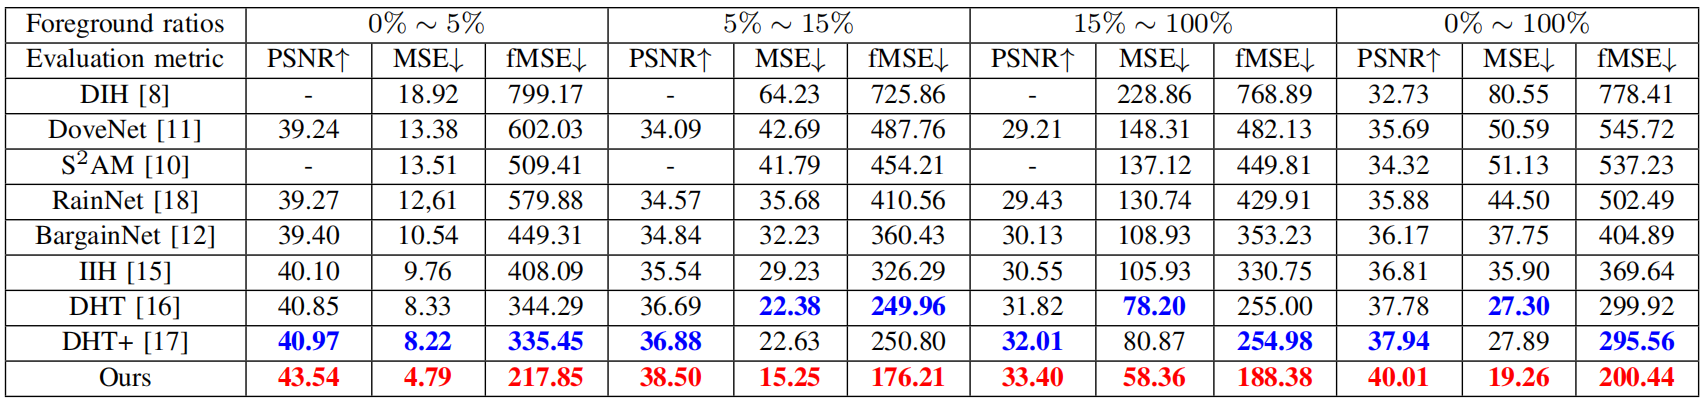 Foreground ratios 0% ∼ 5% 5% ∼ 15% 15% ∼ 100% 0% ∼ 100%
Evaluation metric PSNR↑ MSE↓ fMSE↓ PSNR↑ MSE↓ fMSE↓ PSNR↑ MSE↓ fMSE↓ PSNR↑ MSE↓ fMSE↓
DIH [8] - 18.92 799.17 - 64.23 725.86 - 228.86 768.89 32.73 80.55 778.41
DoveNet [11] 39.24 13.38 602.03 34.09 42.69 487.76 29.21 148.31 482.13 35.69 50.59 545.72
S²AM [10] - 13.51 509.41 - 41.79 454.21 - 137.12 449.81 34.32 51.13 537.23
RainNet [18] 39.27 12,61 579.88 34.57 35.68 410.56 29.43 130.74 429.91 35.88 44.50 502.49
BargainNet [12] 39.40 10.54 449.31 34.84 32.23 360.43 30.13 108.93 353.23 36.17 37.75 404.89
IIH [15] 40.10 9.76 408.09 35.54 29.23 326.29 30.55 105.93 330.75 36.81 35.90 369.64
DHT [16] 40.85 8.33 344.29 36.69 22.38 249.96 31.82 78.20 255.00 37.78 27.30 299.92
DHT+ [17] 40.97 8.22 335.45 36.88 22.63 250.80 32.01 80.87 254.98 37.94 27.89 295.56
Ours 43.54 4.79 217.85 38.50 15.25 176.21 33.40 58.36 188.38 40.01 19.26 200.44